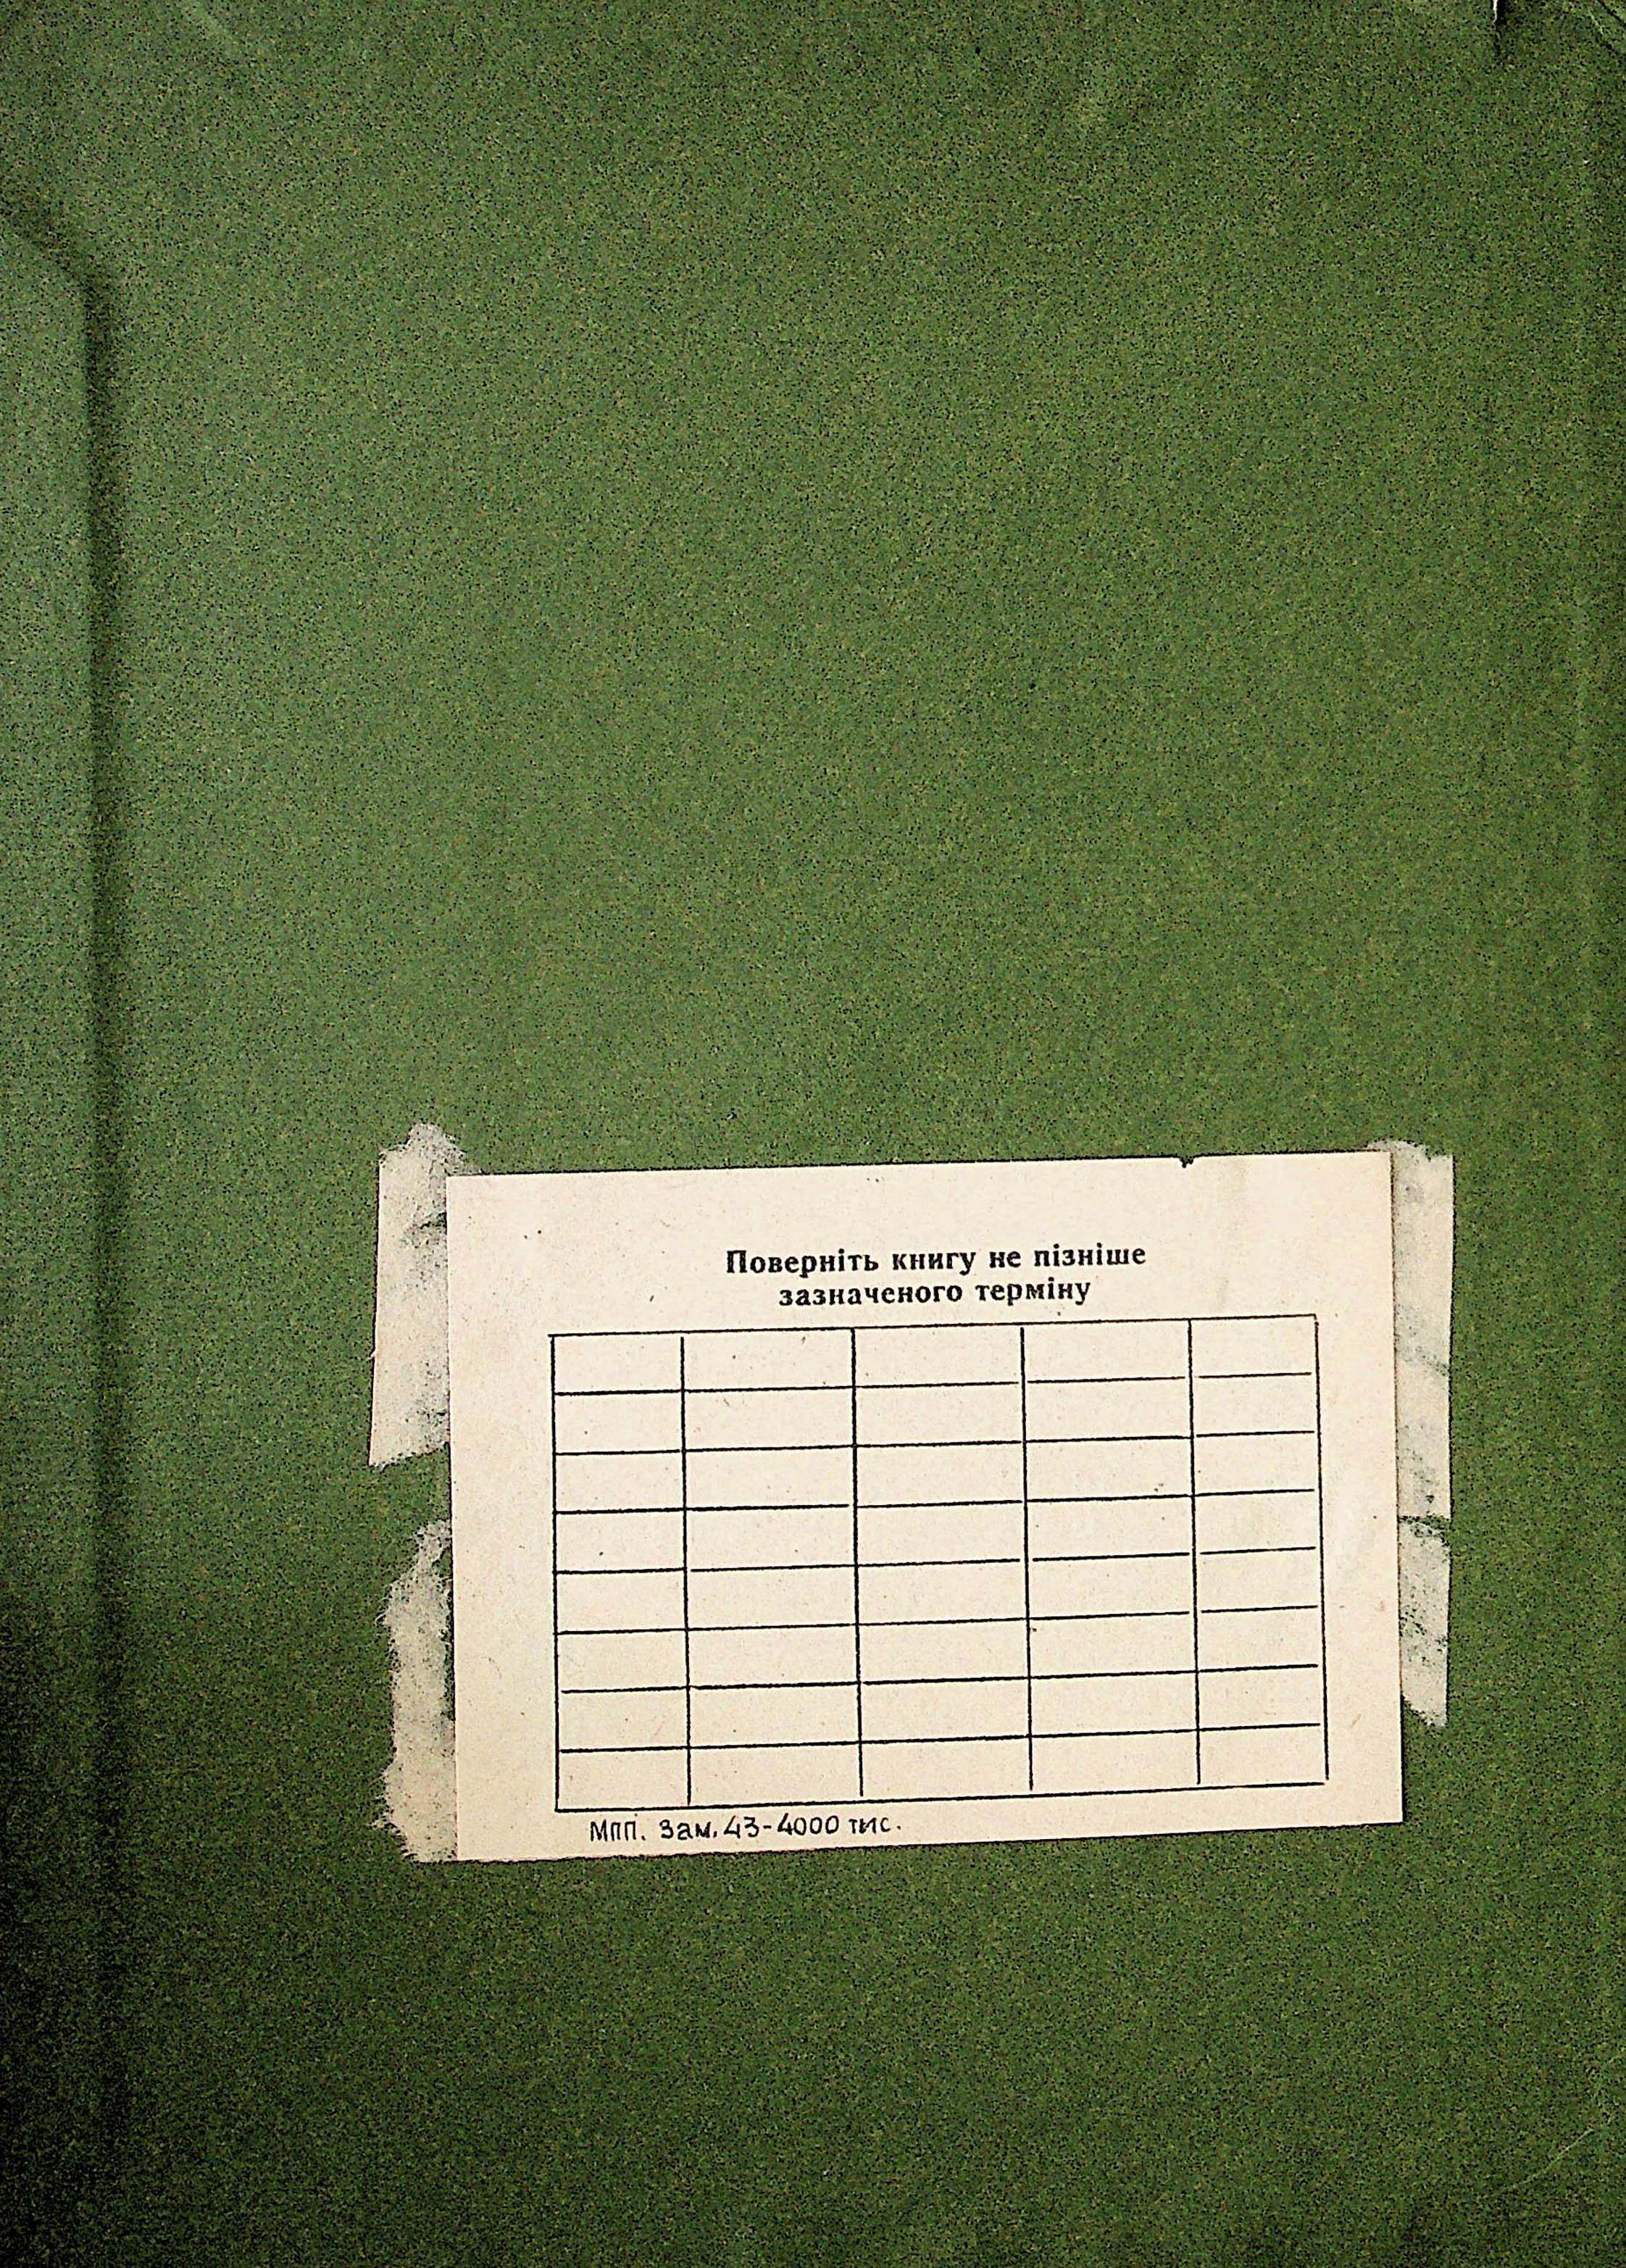 Поверніть книгу не пізніше
зазначеного терміну
МПП. Зам. 43-4000 тис.